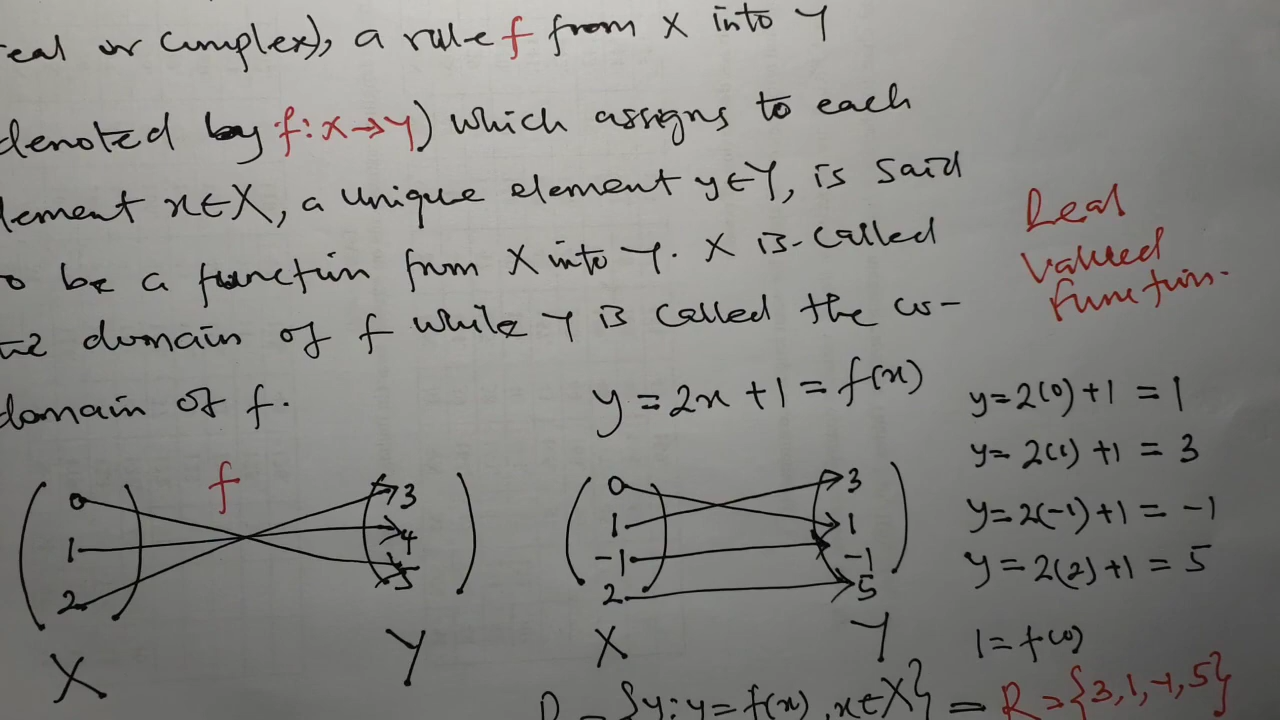 real or complex), a rule f from X into Y
denoted by f: X→Y) which assigns to each
lement x∈X, a unique element y∈Y, is said
o be a function from X into Y. X is called
the domain of f while Y is called the co-
domain of f.
Real
valued
function.
y = 2x + 1 = f(x)
y = 2(0) + 1 = 1
y = 2(1) + 1 = 3
y = 2(-1) + 1 = -1
y = 2(2) + 1 = 5
1 = f(0)
f
0 3
1 4
2 5
X Y
0 3
1 1
-1 -1
2 5
X Y
R = {y: y = f(x), x∈X} = R = {3, 1, -1, 5}